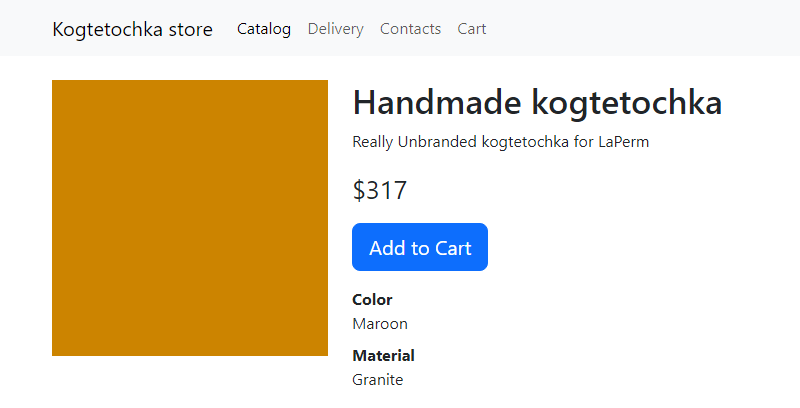 Kogtetochka store Catalog Delivery Contacts Cart
Handmade kogtetochka
Really Unbranded kogtetochka for LaPerm
$317
Add to Cart
Color
Maroon
Material
Granite